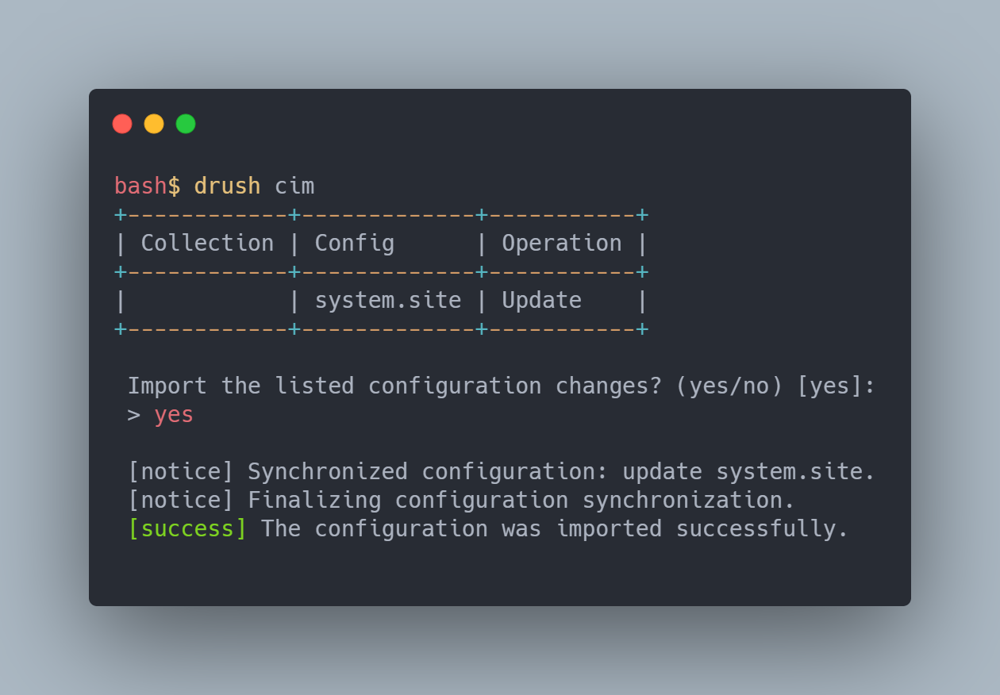 bash$ drush cim
+------------+-------------+-----------+
| Collection | Config      | Operation |
+------------+-------------+-----------+
|            | system.site | Update    |
+------------+-------------+-----------+
Import the listed configuration changes? (yes/no) [yes]:
> yes
[notice] Synchronized configuration: update system.site.
[notice] Finalizing configuration synchronization.
[success] The configuration was imported successfully.